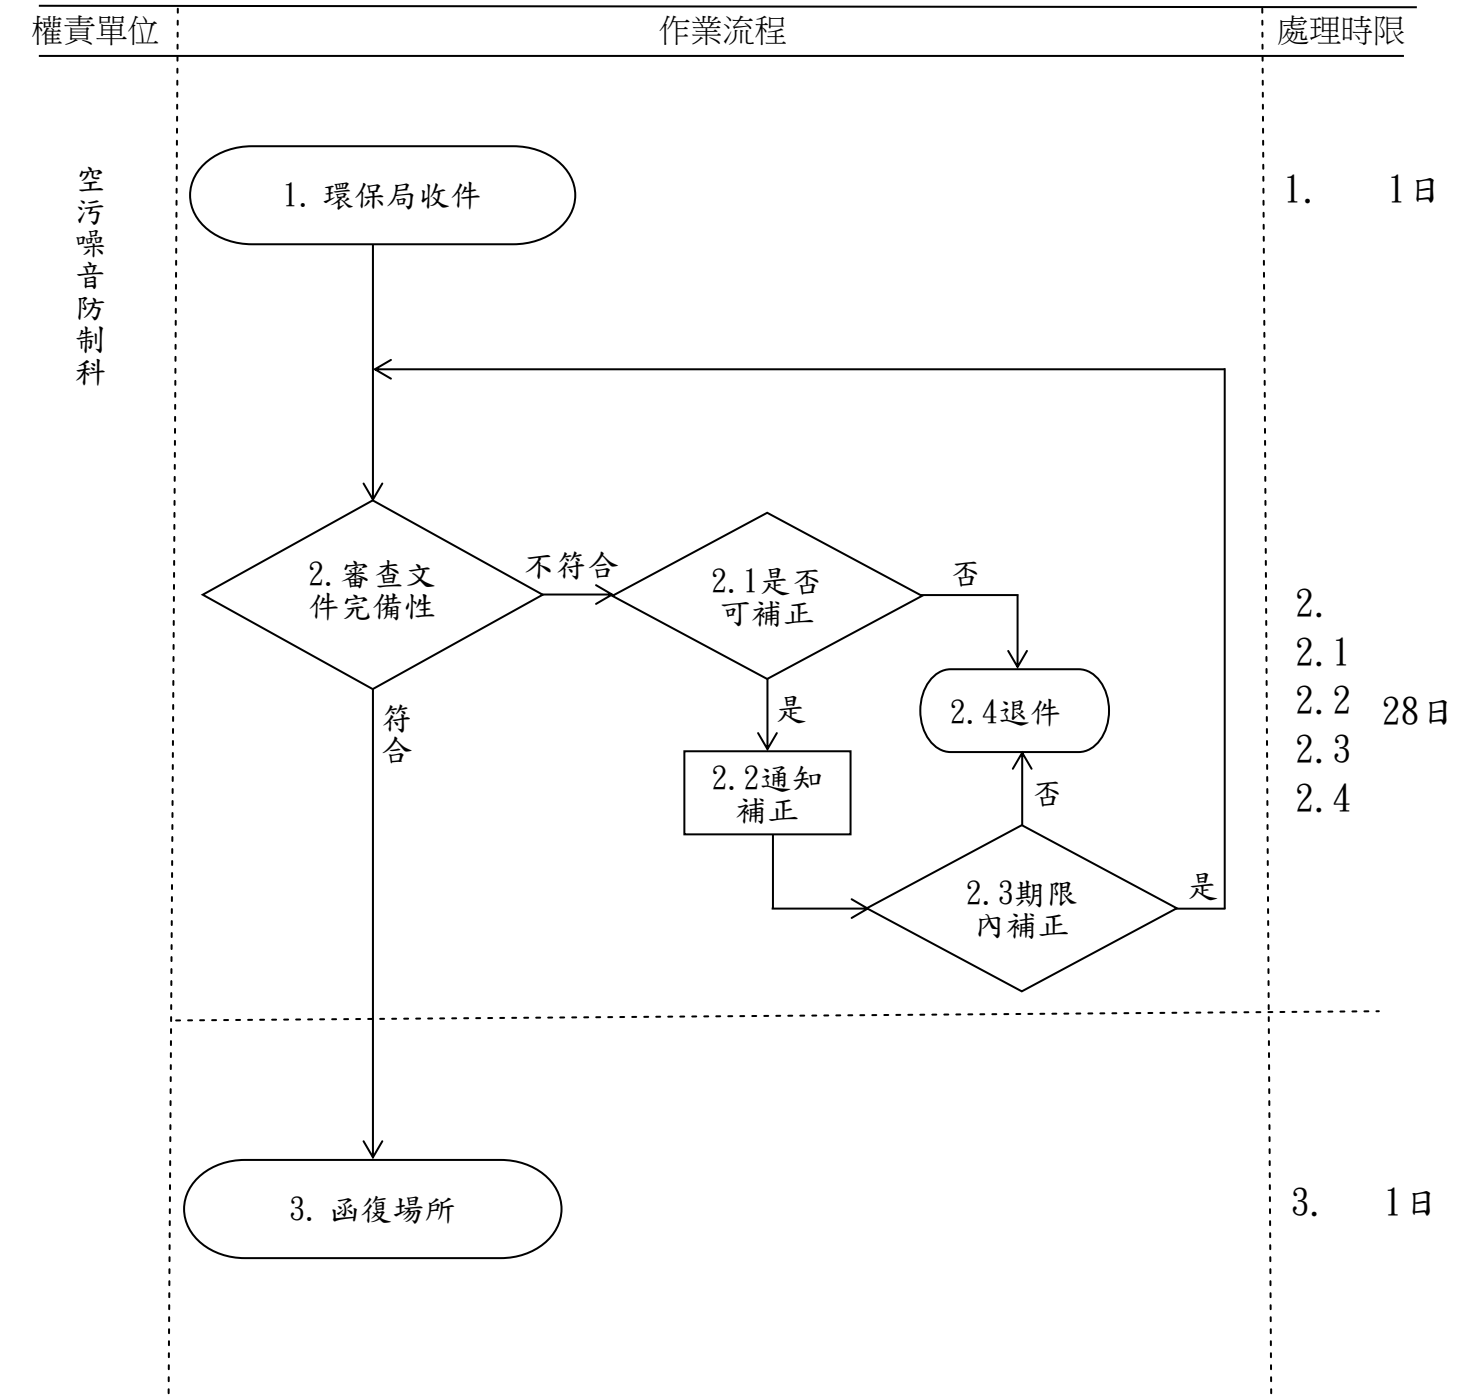 權責單位
作業流程
處理時限
空污噪音防制科
1. 環保局收件
1. 1日
2.審查文
件完備性
不符合
2.1是否
可補正
否
符合
是
2.4退件
2.2通知
補正
否
2.3期限
內補正
是
2.
2.1
2.2
2.3
2.4
28日
3. 函復場所
3. 1日